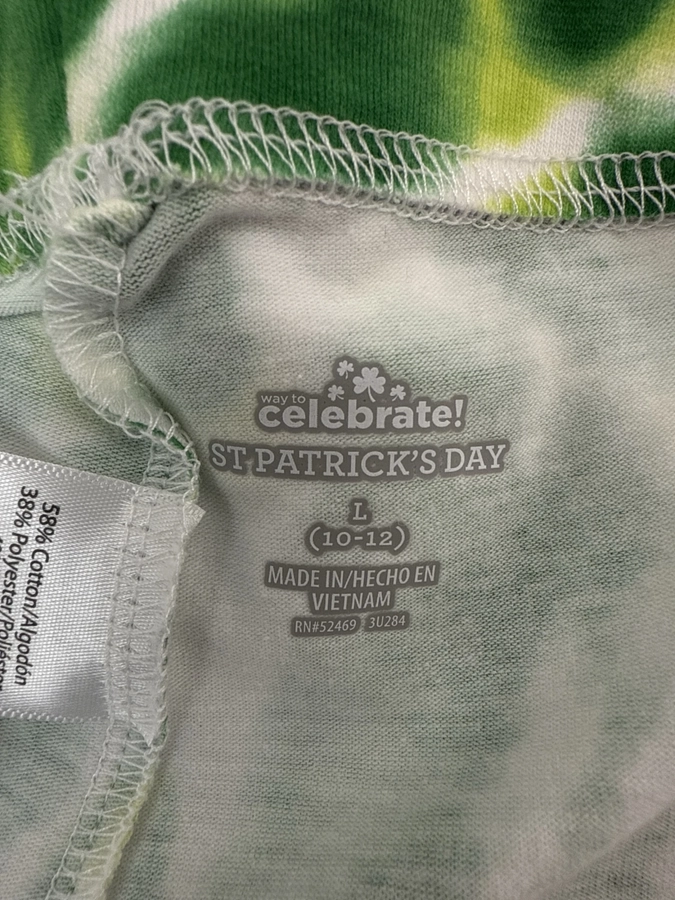 way to
celebrate!
ST PATRICK'S DAY
L
(10-12)
MADE IN/HECHO EN
VIETNAM
RN#52469 3U284
58% Cotton/Algodón
38% Polyester/Poliéster